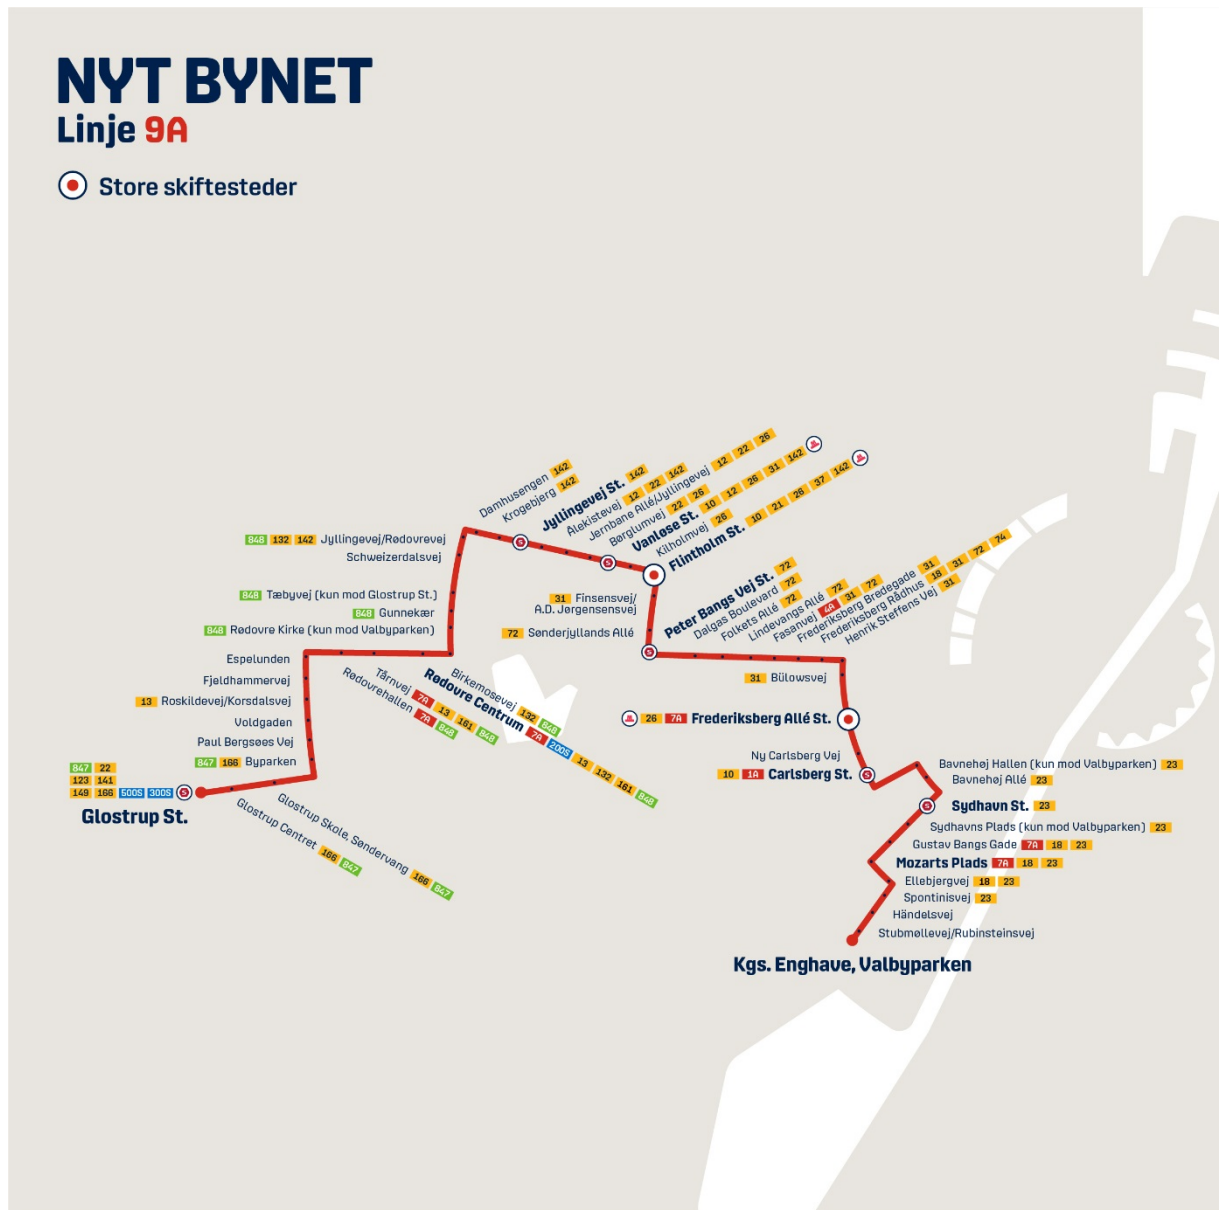 NYT BYNET
Linje 9A
Store skiftesteder
Damhusengen 142
Krogebjerg 142
Jyllingevej St. 142
Ålekistevej 12 22 142
Jernbane Allé/Jyllingevej 12 22 26
Børglumvej 22 26
Vanløse St. 10 12 26 31 142
Kilholmvej 26
Flintholm St. 10 21 26 37 142
848 132 142 Jyllingevej/Rødovrevej
Schweizerdalsvej
848 Tæbyvej (kun mod Glostrup St.)
848 Gunnekær
848 Rødovre Kirke (kun mod Valbyparken)
31 Finsensvej/
A.D. Jørgensensvej
72 Sønderjyllands Allé
Peter Bangs Vej St. 72
Dalgas Boulevard 72
Folkets Allé 72
Lindevangs Allé 72
Fasanvej 4A 31 72
Frederiksberg Bredegade 31
Frederiksberg Rådhus 18 31 72 74
Henrik Steffens Vej 31
Espelunden
Fjeldhammervej
13 Roskildevej/Korsdalsvej
Voldgaden
Paul Bergsøes Vej
847 166 Byparken
Birkemosevej 132 848
Rødovre Centrum 7A 200S 13 132 161 848
Tårnvej 7A 13 161 848
Rødovrehallen 7A 848
31 Bülowsvej
26 7A Frederiksberg Allé St.
Ny Carlsberg Vej
10 1A Carlsberg St.
847 22
123 141
149 166 500S 300S
Glostrup St.
Glostrup Skole, Søndervang 166 847
Glostrup Centret 166 847
Bavnehøj Hallen (kun mod Valbyparken) 23
Bavnehøj Allé 23
Sydhavn St. 23
Sydhavns Plads (kun mod Valbyparken) 23
Gustav Bangs Gade 7A 18 23
Mozarts Plads 7A 18 23
Ellebjergvej 18 23
Spontinisvej 23
Händelsvej
Stubmøllevej/Rubinsteinsvej
Kgs. Enghave, Valbyparken